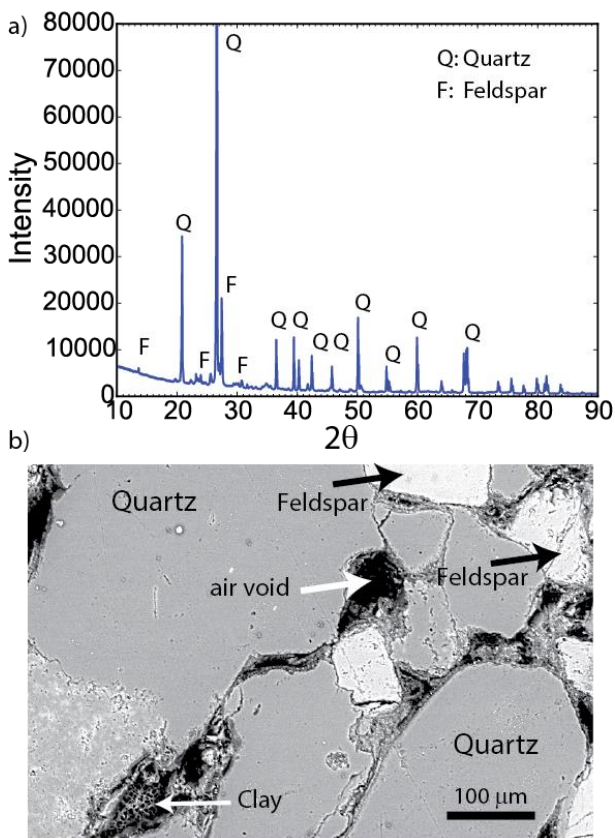 a)
80000
70000
60000
50000
40000
30000
20000
10000
0
Intensity
Q
Q: Quartz
F: Feldspar
Q
F
F
F
F
Q
Q
Q
Q
Q
Q
Q
Q
10 20 30 40 50 60 70 80 90
2θ
b)
Quartz
Feldspar
air void
Feldspar
Quartz
Clay
100 μm